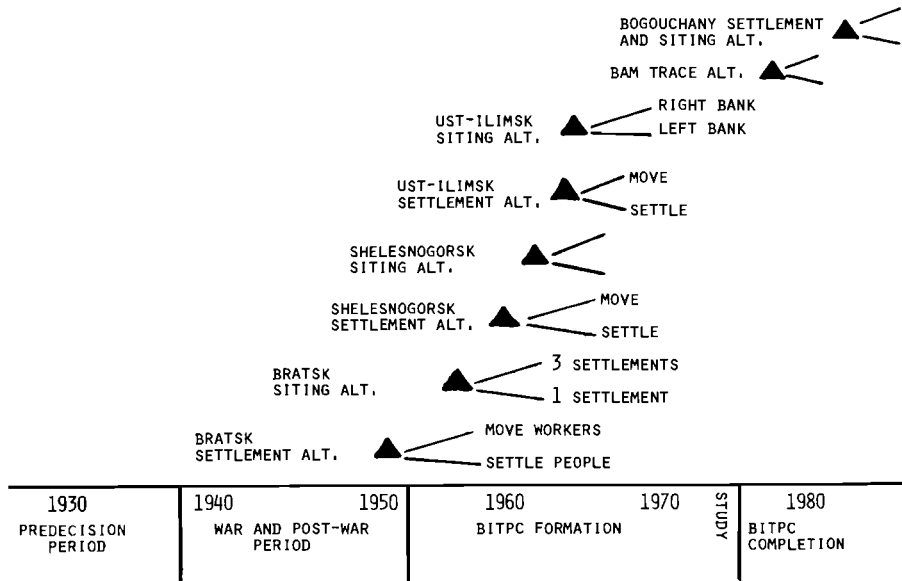 BOGOUCHANY SETTLEMENT
AND SITING ALT.
BAM TRACE ALT.
UST-ILIMSK
SITING ALT.
RIGHT BANK
LEFT BANK
UST-ILIMSK
SETTLEMENT ALT.
MOVE
SETTLE
SHELESNOGORSK
SITING ALT.
SHELESNOGORSK
SETTLEMENT ALT.
MOVE
SETTLE
BRATSK
SITING ALT.
3 SETTLEMENTS
1 SETTLEMENT
BRATSK
SETTLEMENT ALT.
MOVE WORKERS
SETTLE PEOPLE
1930
PREDECISION
PERIOD
1940 1950
WAR AND POST-WAR
PERIOD
1960 1970
BITPC FORMATION
STUDY
1980
BITPC
COMPLETION